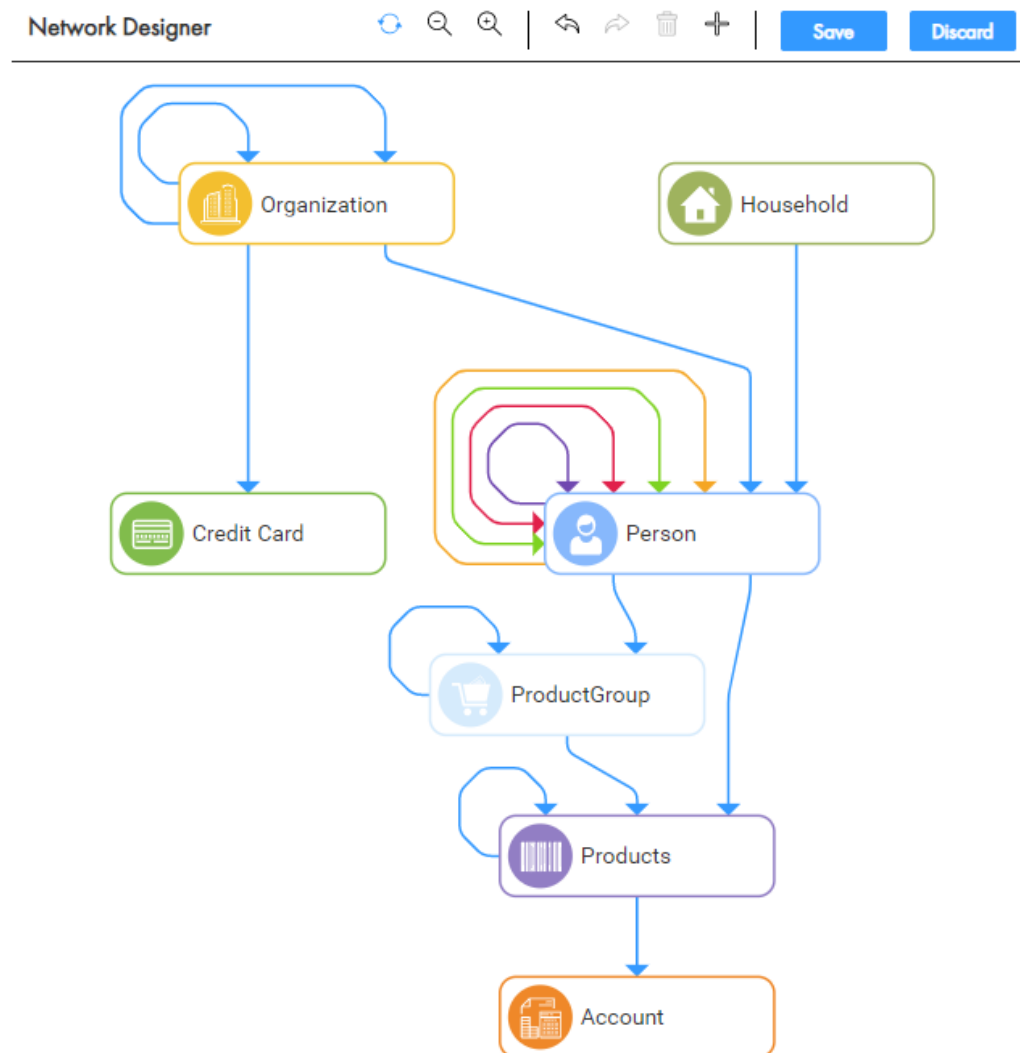 Network Designer
Save
Discard
Organization
Household
Credit Card
Person
ProductGroup
Products
Account